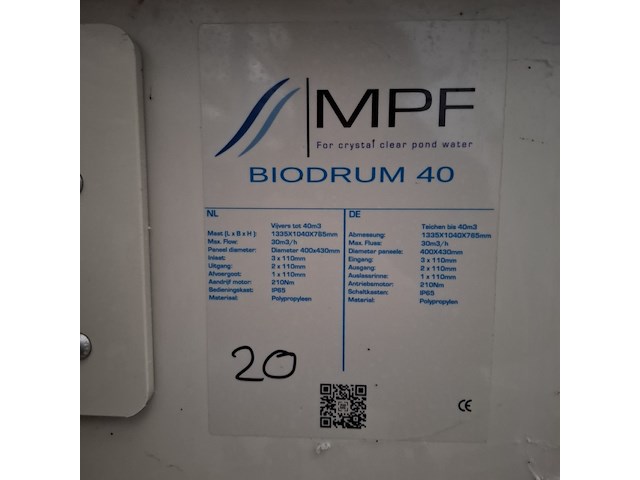 MPF
For crystal clear pond water
BIODRUM 40
NL
Vijvers tot 40m3
Maat (L x B x H): 1335X1040X765mm
Max. Flow: 30m3/h
Paneel diameter: Diameter 400x430mm
Inlaat: 3 x 110mm
Uitgang: 2 x 110mm
Afvoergoot: 1 x 110mm
Aandrijf motor: 210Nm
Bedieningskast: IP65
Materiaal: Polypropyleen
DE
Teichen bis 40m3
Abmessung: 1335X1040X765mm
Max. Fluss: 30m3/h
Diameter paneele: 400X430mm
Eingang: 3 x 110mm
Ausgang: 2 x 110mm
Auslassrinne: 1 x 110mm
Antriebsmotor: 210Nm
Schaltkasten: IP65
Material: Polypropylen
20
CE